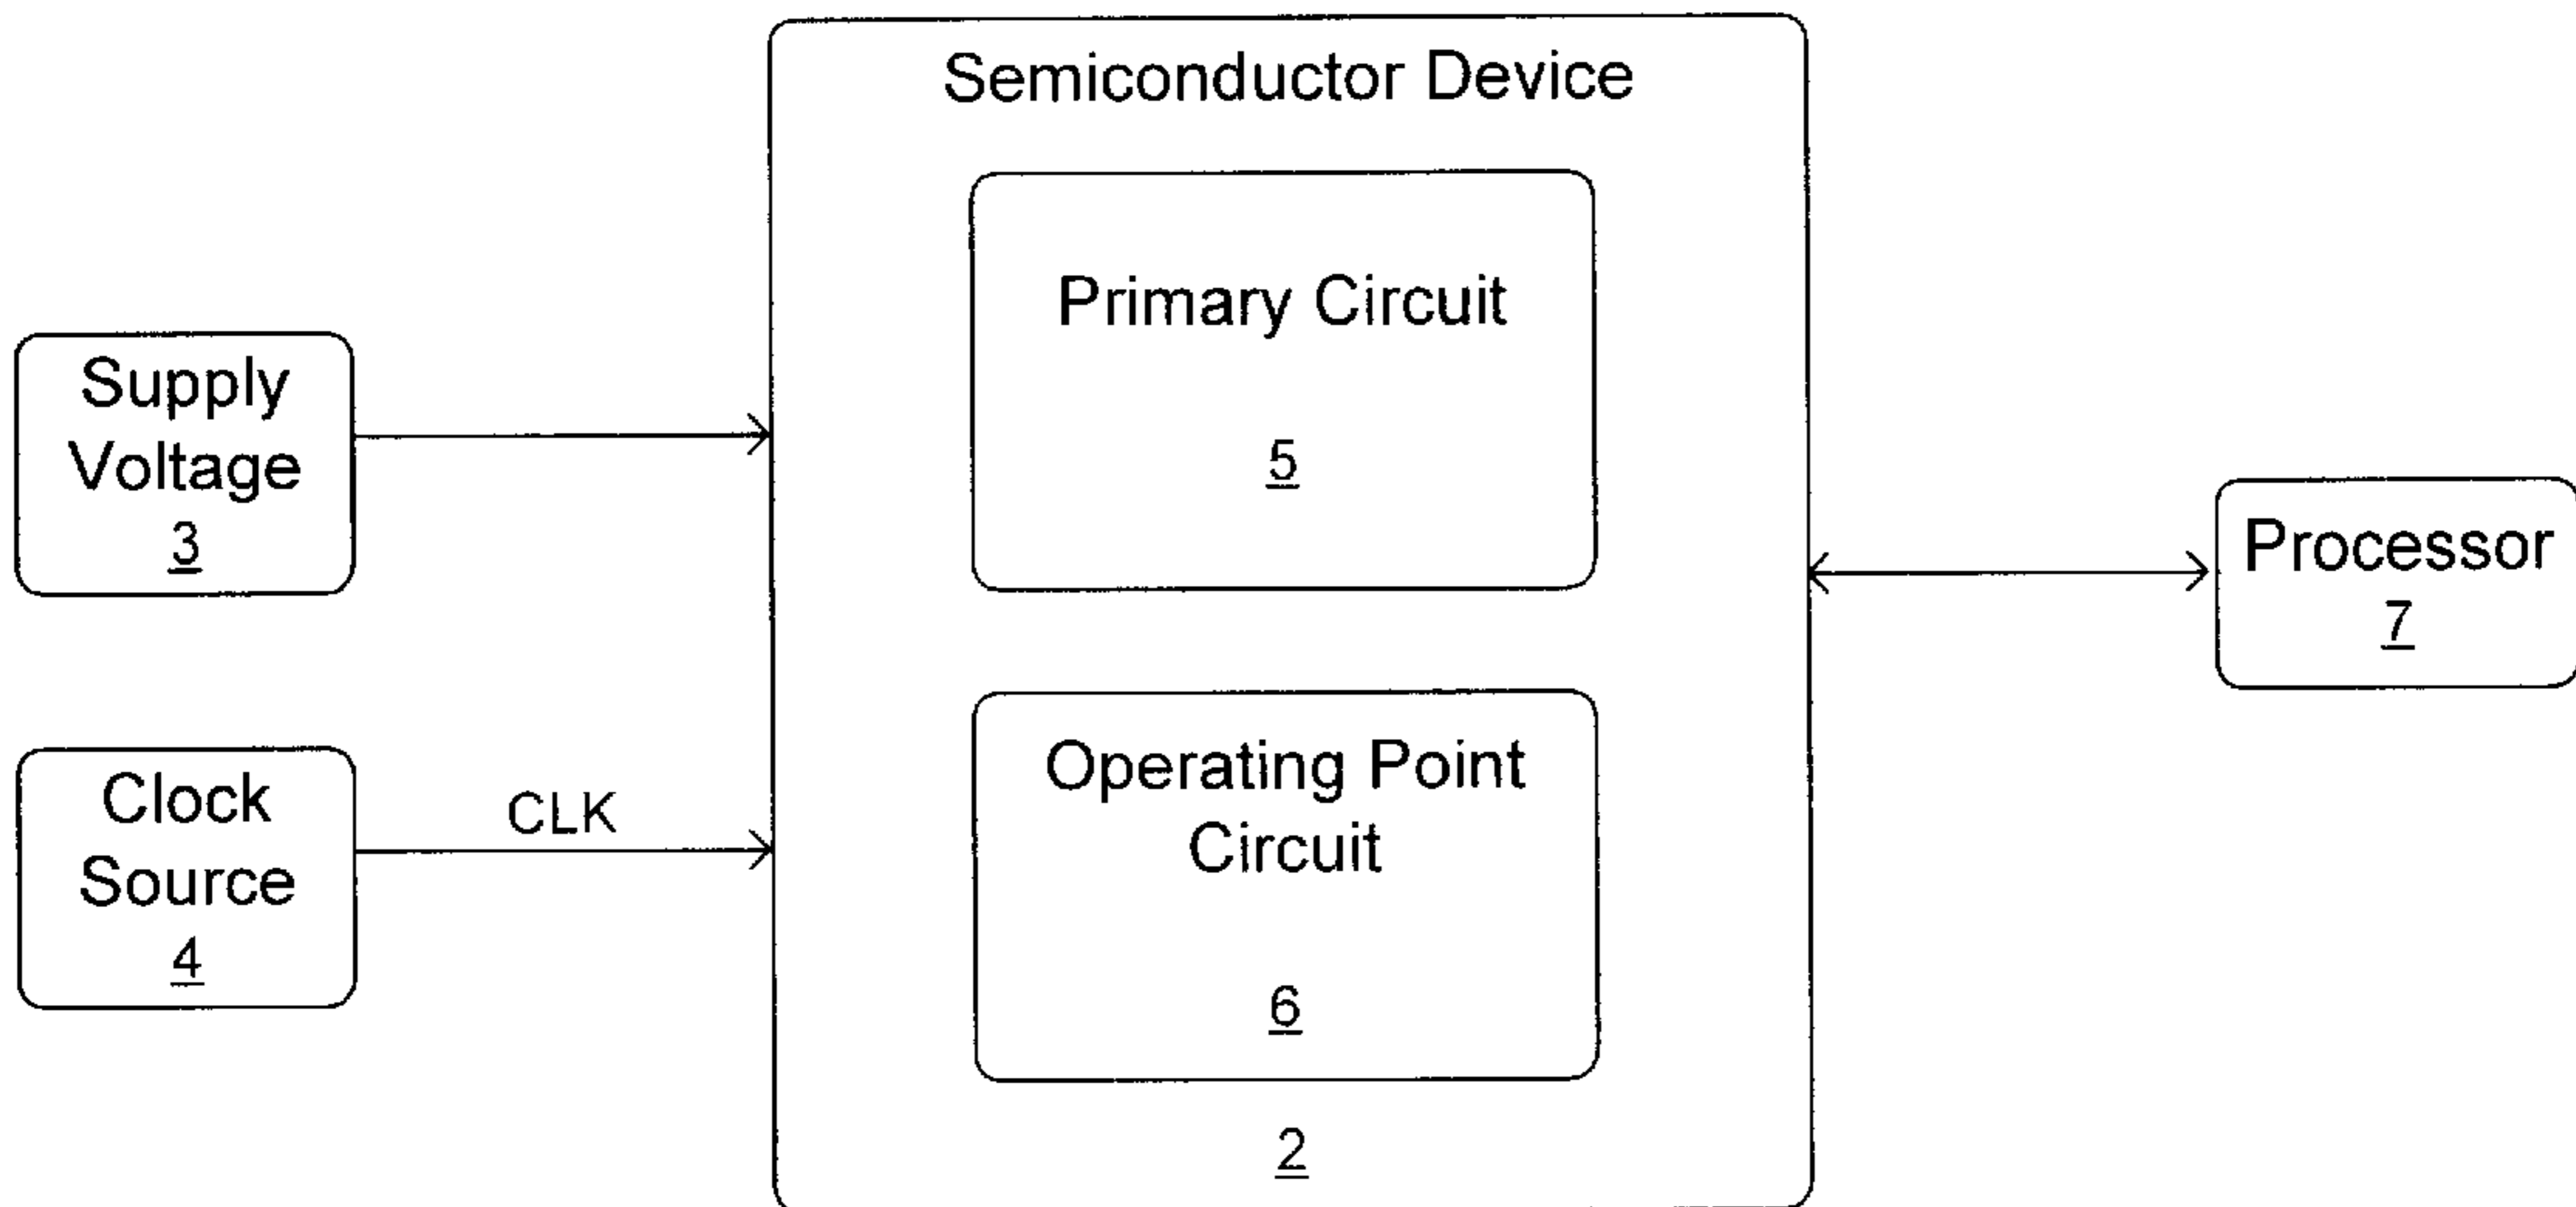 Semiconductor Device
Primary Circuit
5
Supply
Voltage
3
Processor
7
Operating Point
Circuit
6
Clock
Source
4
CLK
2